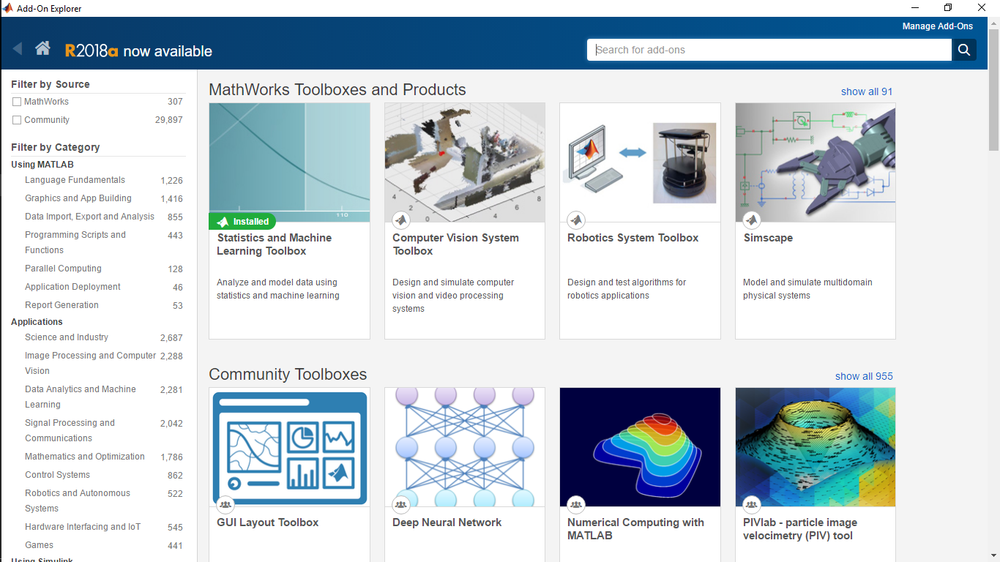 Add-On Explorer
Manage Add-Ons
R2018a now available
Search for add-ons
Filter by Source
MathWorks 307
Community 29,897
Filter by Category
Using MATLAB
Language Fundamentals 1,226
Graphics and App Building 1,416
Data Import, Export and Analysis 855
Programming Scripts and 443
Functions
Parallel Computing 128
Application Deployment 46
Report Generation 53
Applications
Science and Industry 2,687
Image Processing and Computer 2,288
Vision
Data Analytics and Machine 2,281
Learning
Signal Processing and 2,042
Communications
Mathematics and Optimization 1,786
Control Systems 862
Robotics and Autonomous 522
Systems
Hardware Interfacing and IoT 545
Games 441
Using Simulink
MathWorks Toolboxes and Products
show all 91
110
Installed
Statistics and Machine
Learning Toolbox
Analyze and model data using
statistics and machine learning
4
2
0
4
6
8
Computer Vision System
Toolbox
Design and simulate computer
vision and video processing
systems
Robotics System Toolbox
Design and test algorithms for
robotics applications
Simscape
Model and simulate multidomain
physical systems
Community Toolboxes
show all 955
GUI Layout Toolbox
Deep Neural Network
Numerical Computing with
MATLAB
PIVlab - particle image
velocimetry (PIV) tool